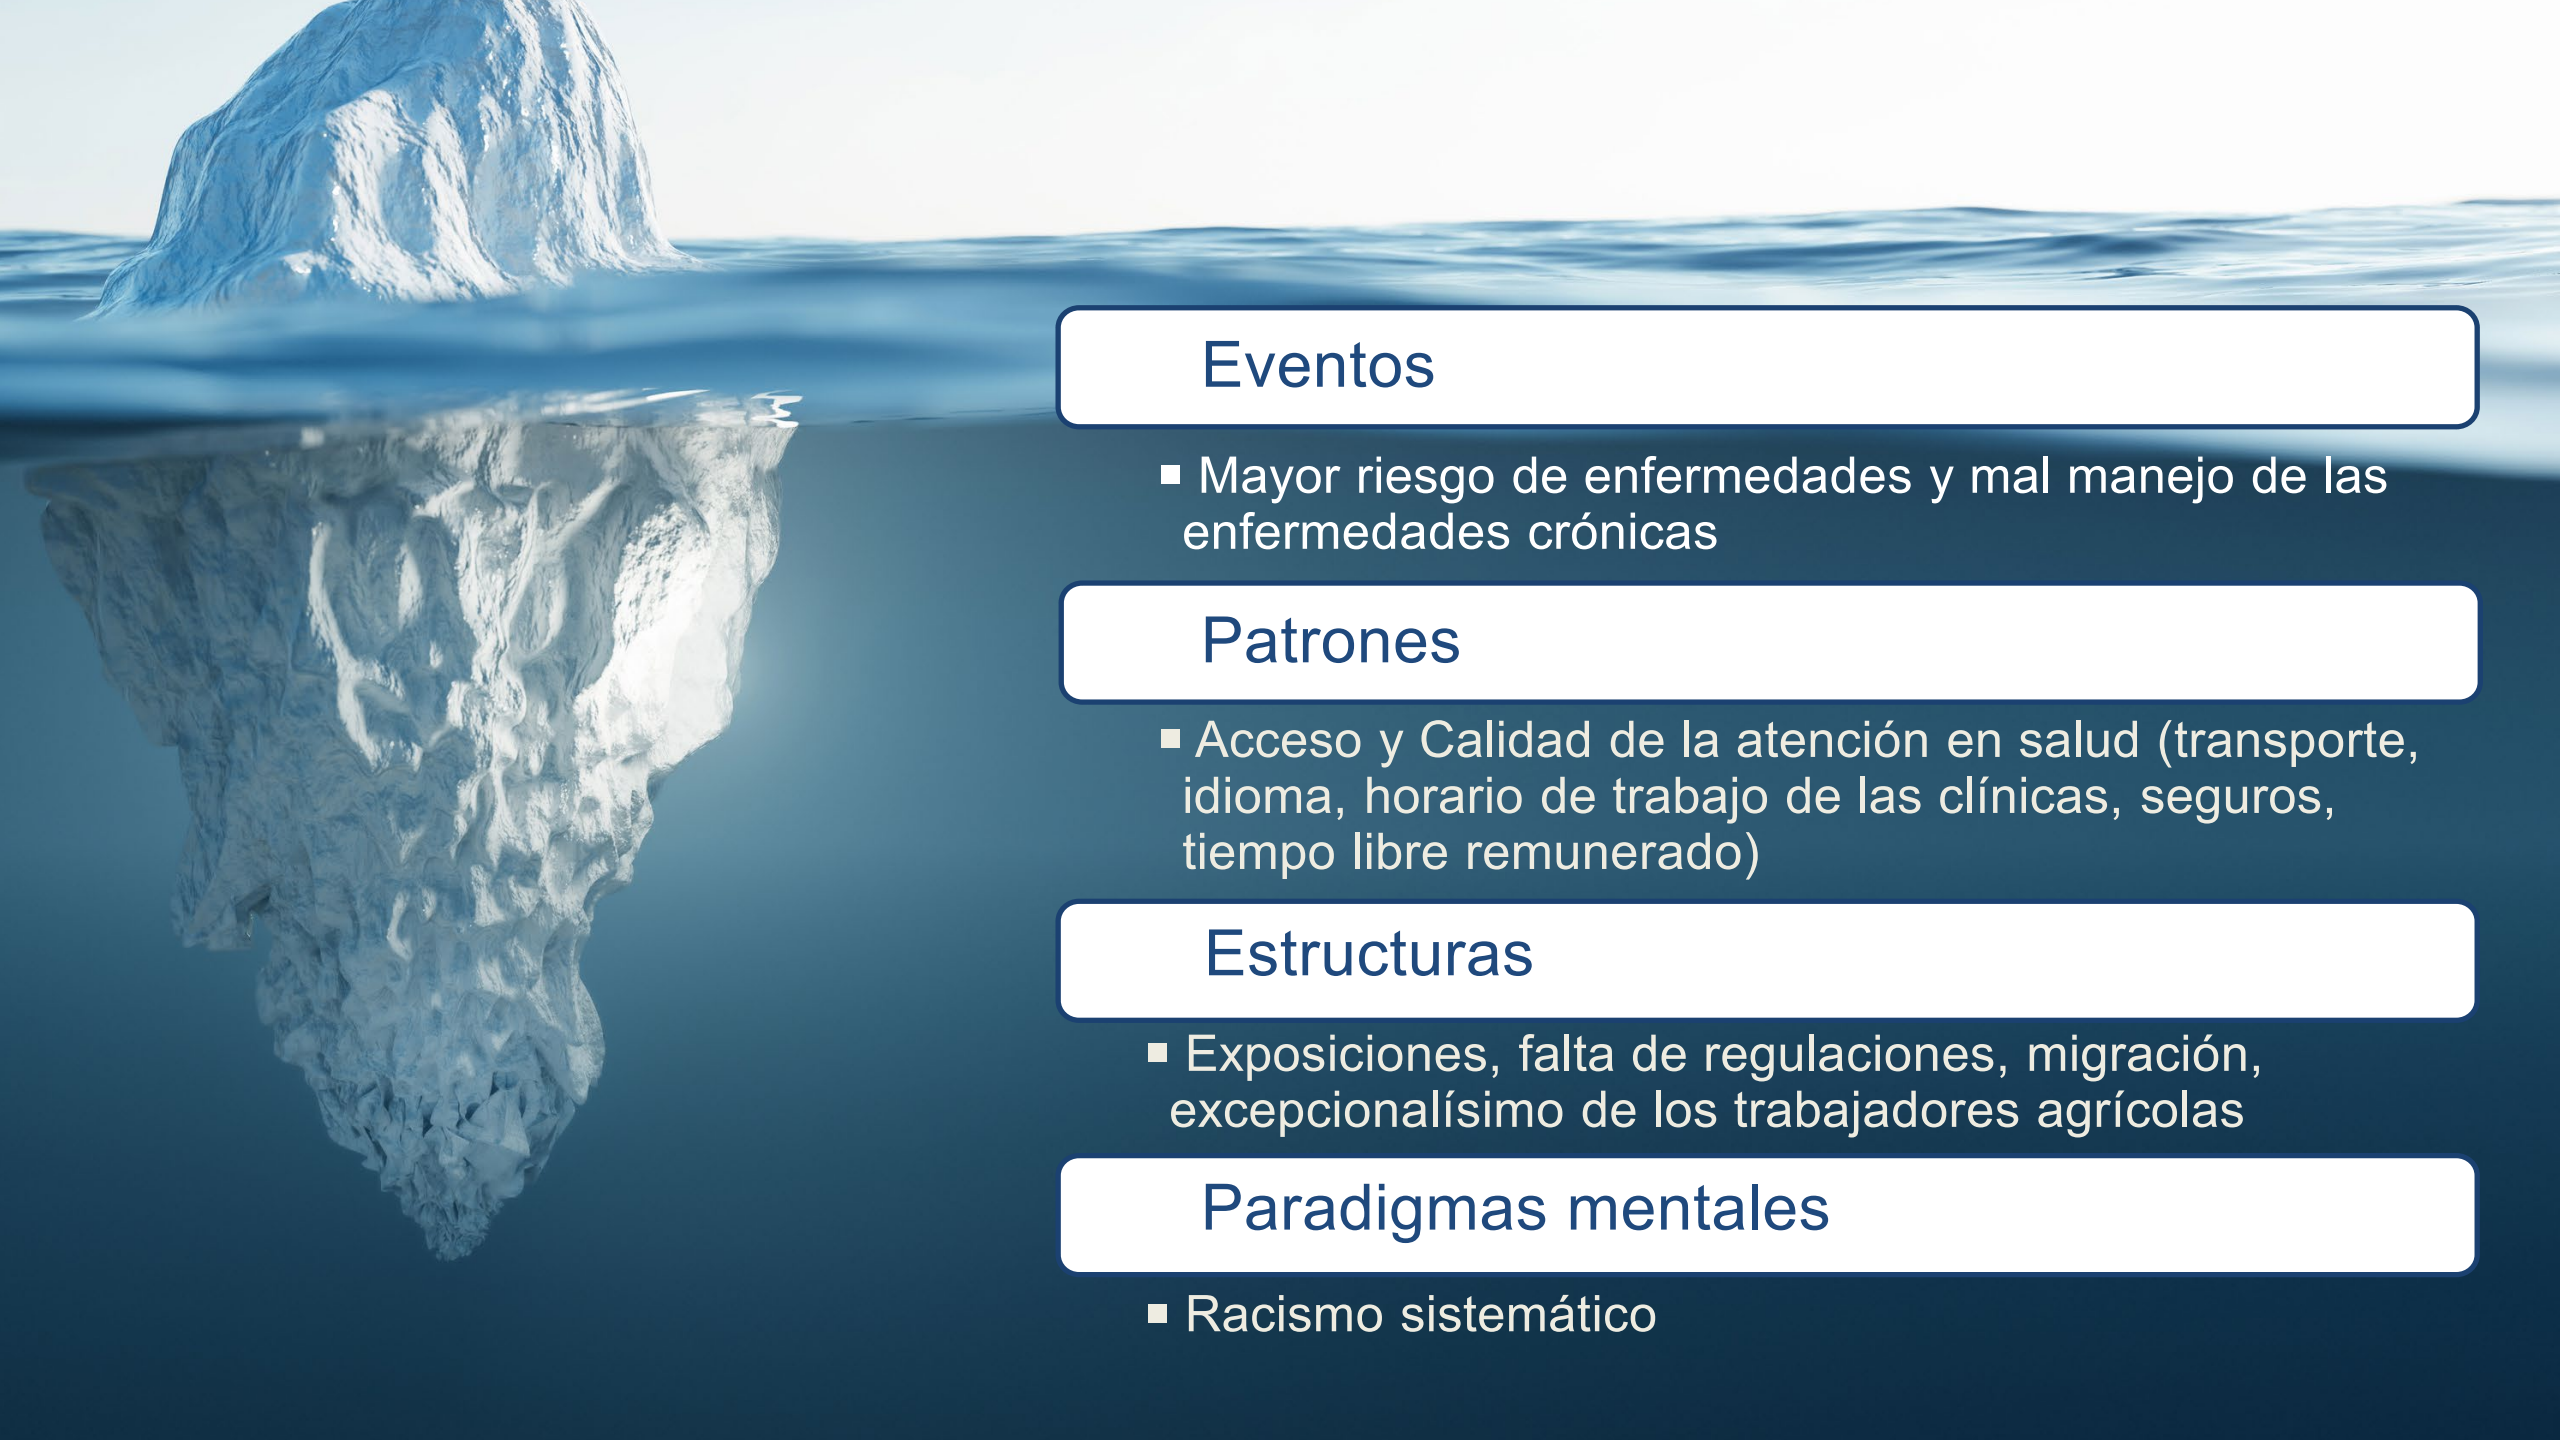 Eventos
▪ Mayor riesgo de enfermedades y mal manejo de las
enfermedades crónicas
Patrones
▪ Acceso y Calidad de la atención en salud (transporte,
idioma, horario de trabajo de las clínicas, seguros,
tiempo libre remunerado)
Estructuras
▪ Exposiciones, falta de regulaciones, migración,
excepcionalísimo de los trabajadores agrícolas
Paradigmas mentales
▪ Racismo sistemático